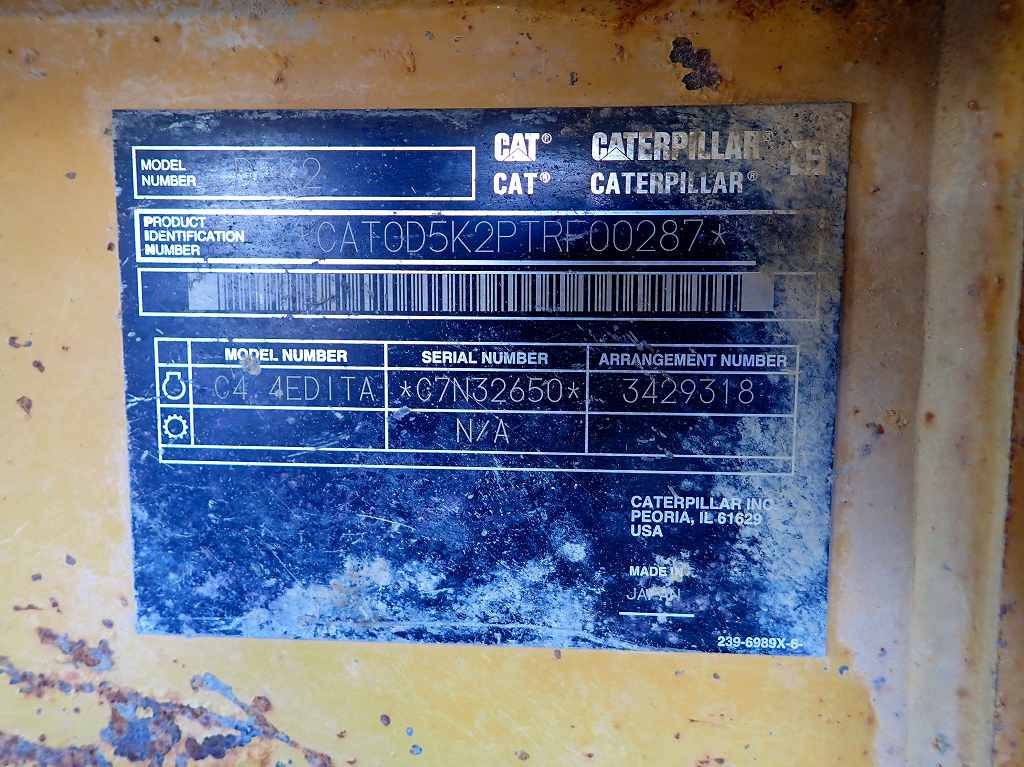 CAT® CATERPILLAR®
MODEL NUMBER
CAT® CATERPILLAR®
PRODUCT IDENTIFICATION NUMBER CAT0D5K2PTRF00287*
MODEL NUMBER SERIAL NUMBER ARRANGEMENT NUMBER
C4.4EDITA *C7N32650* 3429318
N/A
CATERPILLAR INC
PEORIA, IL 61629
USA
MADE IN
JAPAN
239-6989X-6-